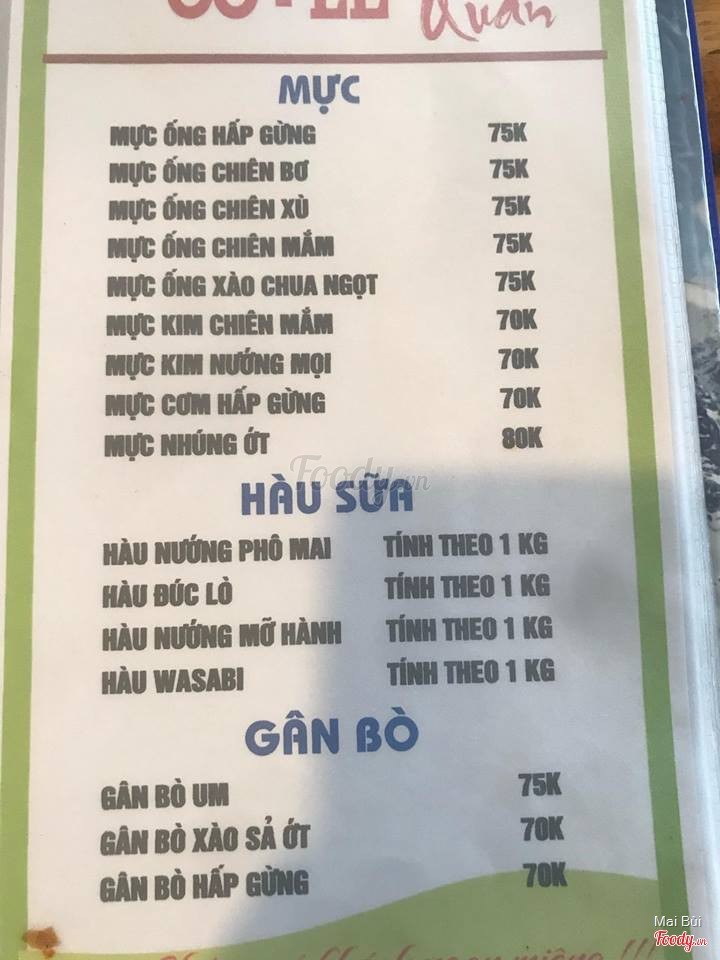 Quán
MỰC
MỰC ỐNG HẤP GỪNG 75K
MỰC ỐNG CHIÊN BƠ 75K
MỰC ỐNG CHIÊN XÙ 75K
MỰC ỐNG CHIÊN MẮM 75K
MỰC ỐNG XÀO CHUA NGỌT 75K
MỰC KIM CHIÊN MẮM 70K
MỰC KIM NƯỚNG MỌI 70K
MỰC CƠM HẤP GỪNG 70K
MỰC NHÚNG ỚT 80K
Foody.vn
HÀU SỮA
HÀU NƯỚNG PHÔ MAI TÍNH THEO 1 KG
HÀU ĐÚC LÒ TÍNH THEO 1 KG
HÀU NƯỚNG MỠ HÀNH TÍNH THEO 1 KG
HÀU WASABI TÍNH THEO 1 KG
GÂN BÒ
GÂN BÒ UM 75K
GÂN BÒ XÀO SẢ ỚT 70K
GÂN BÒ HẤP GỪNG 70K
Mai Bùi
Foody.vn